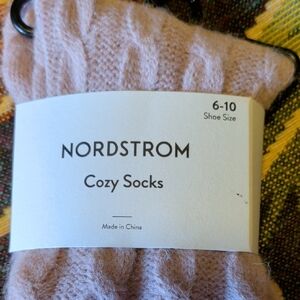 6-10
Shoe Size
NORDSTROM
Cozy Socks
Made in China